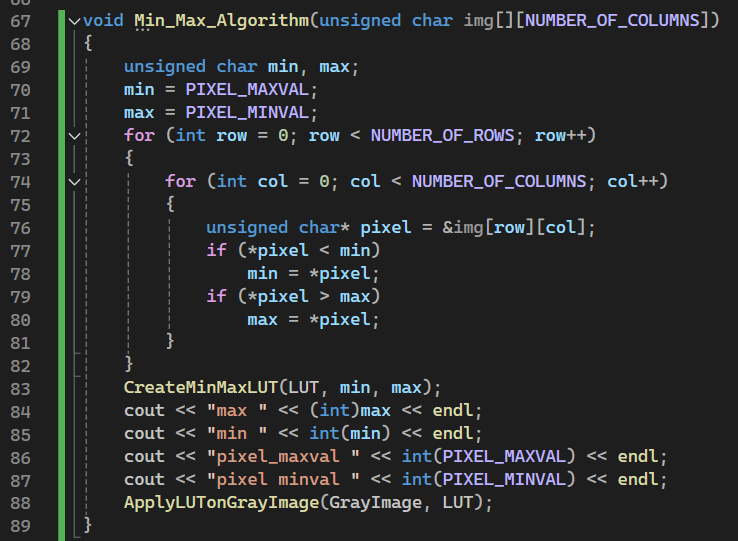 67 void Min_Max_Algorithm(unsigned char img[][NUMBER_OF_COLUMNS])
68 {
69 unsigned char min, max;
70 min = PIXEL_MAXVAL;
71 max = PIXEL_MINVAL;
72 for (int row = 0; row < NUMBER_OF_ROWS; row++)
73 {
74 for (int col = 0; col < NUMBER_OF_COLUMNS; col++)
75 {
76 unsigned char* pixel = &img[row][col];
77 if (*pixel < min)
78 min = *pixel;
79 if (*pixel > max)
80 max = *pixel;
81 }
82 }
83 CreateMinMaxLUT(LUT, min, max);
84 cout << "max " << (int)max << endl;
85 cout << "min " << int(min) << endl;
86 cout << "pixel_maxval " << int(PIXEL_MAXVAL) << endl;
87 cout << "pixel minval " << int(PIXEL_MINVAL) << endl;
88 ApplyLUTonGrayImage(GrayImage, LUT);
89 }